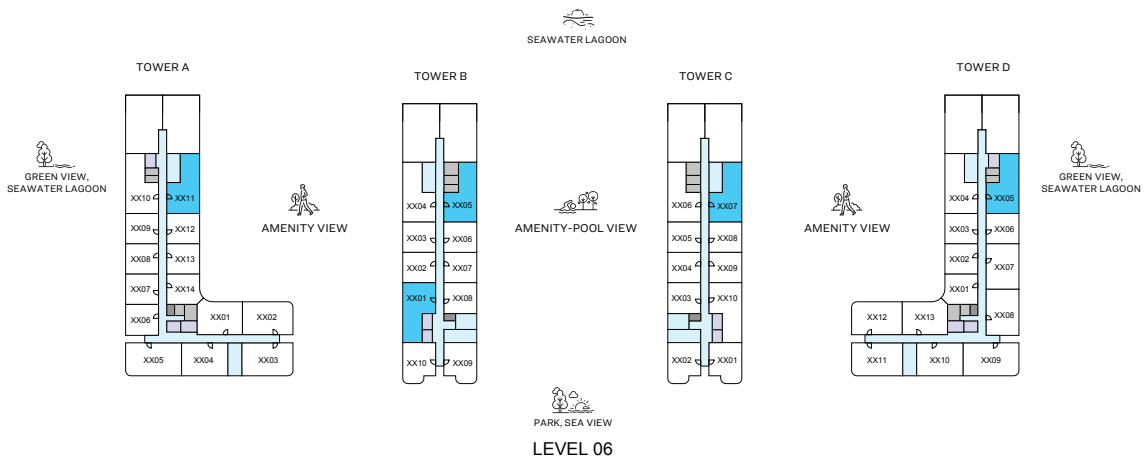 SEAWATER LAGOON
TOWER A
TOWER B
TOWER C
TOWER D
GREEN VIEW,
SEAWATER LAGOON
XX10
XX11
XX09
XX12
XX08
XX13
XX07
XX14
XX06
XX01
XX02
XX05
XX04
XX03
AMENITY VIEW
XX04
XX05
XX03
XX06
XX02
XX07
XX01
XX08
XX10
XX09
AMENITY-POOL VIEW
XX06
XX07
XX05
XX08
XX04
XX09
XX03
XX10
XX02
XX01
AMENITY VIEW
XX04
XX05
XX03
XX06
XX02
XX07
XX01
XX08
XX12
XX13
XX11
XX10
XX09
GREEN VIEW,
SEAWATER LAGOON
PARK, SEA VIEW
LEVEL 06